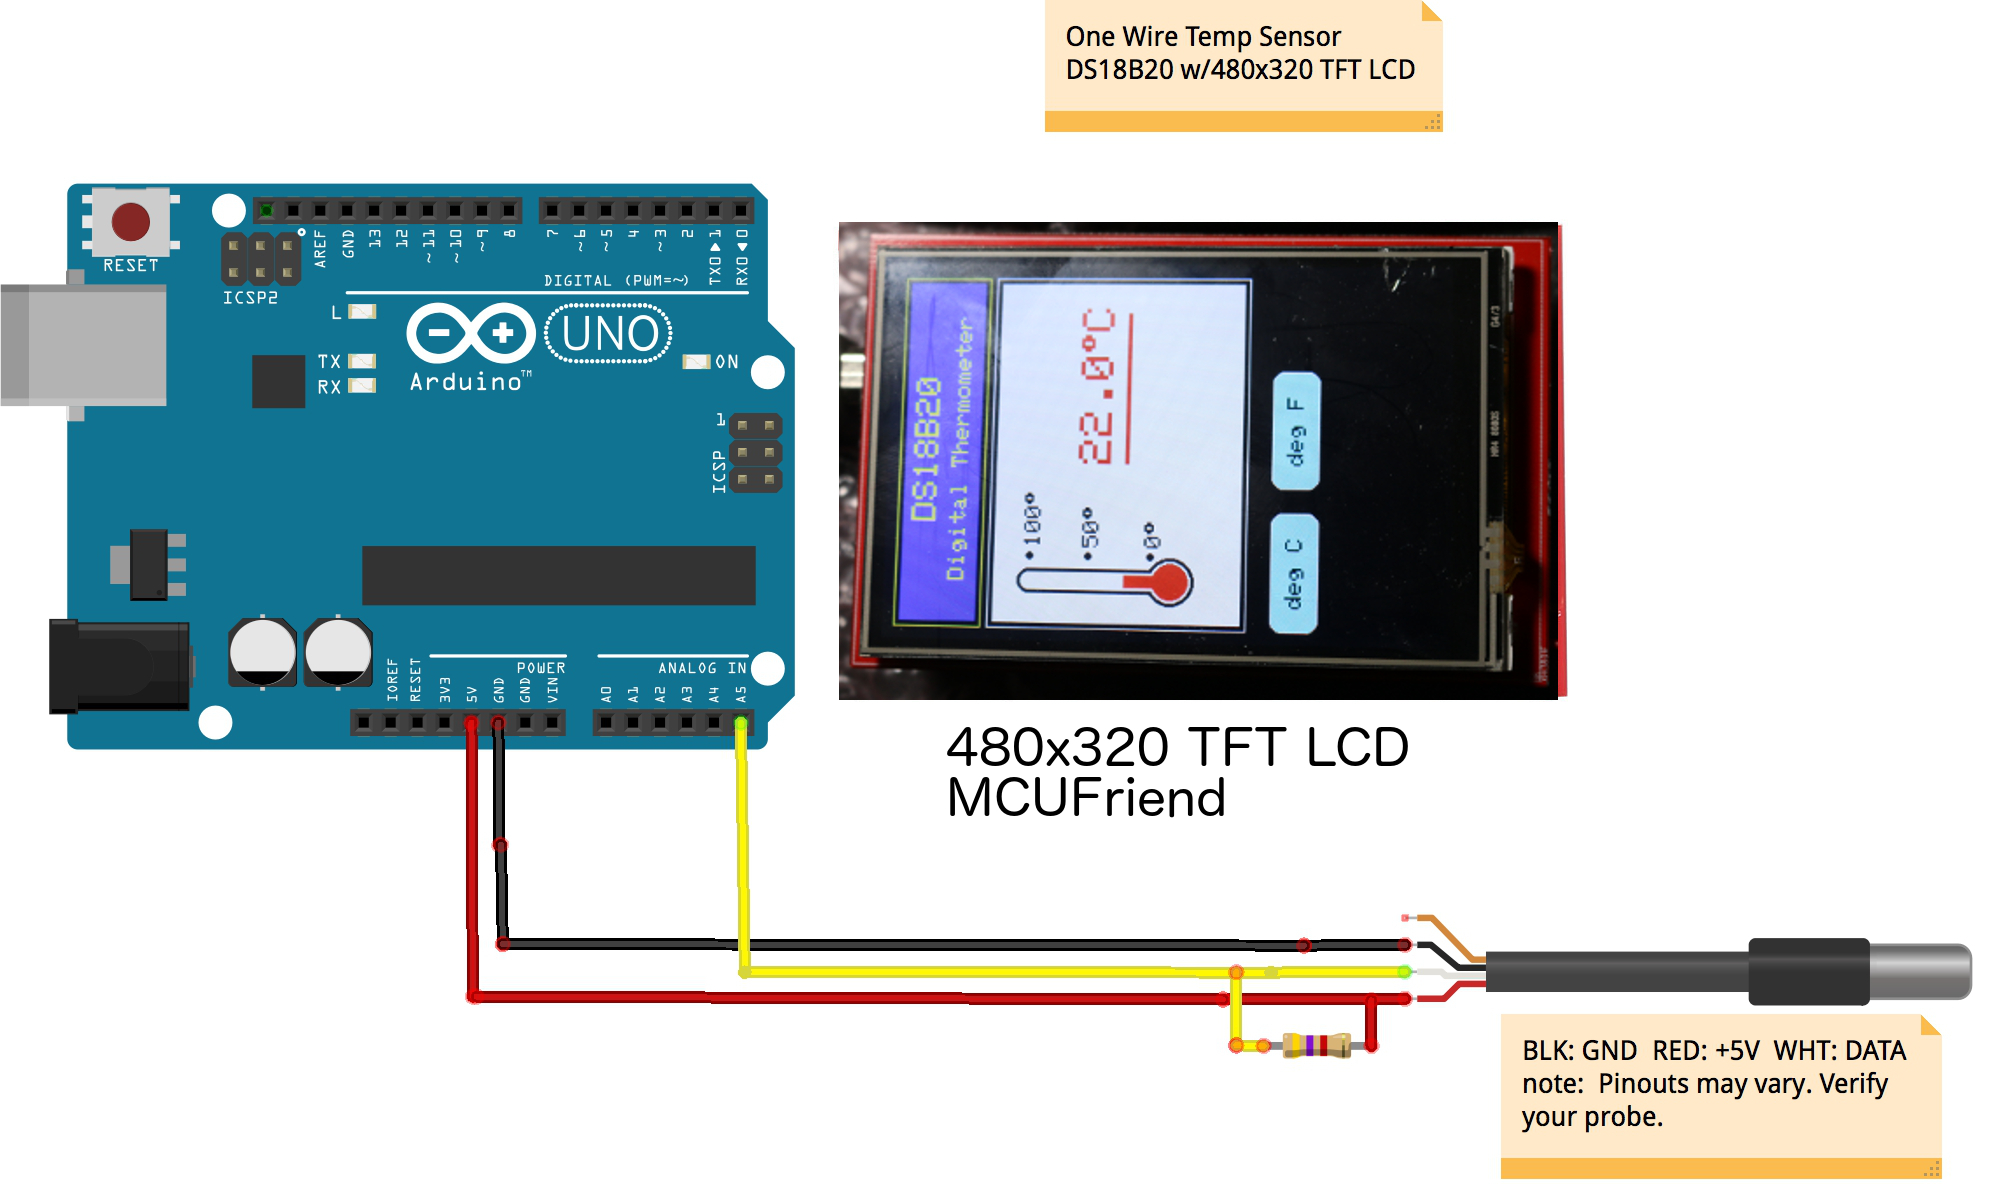 One Wire Temp Sensor
DS18B20 w/480x320 TFT LCD
RESET
ICSP2
AREF
GND
13
12
~11
~10
~9
8
7
~6
~5
4
~3
2
TX0▶1
RX0◀0
DIGITAL (PWM=~)
L
TX
RX
UNO
Arduino™
ON
1
ICSP
IOREF
RESET
3V3
5V
GND
GND
VIN
POWER
A0
A1
A2
A3
A4
A5
ANALOG IN
DS18B20
Digital Thermometer
22.0°C
•100°
•50°
•0°
deg F
deg C
480x320 TFT LCD
MCUFriend
BLK: GND  RED: +5V  WHT: DATA
note:  Pinouts may vary. Verify
your probe.